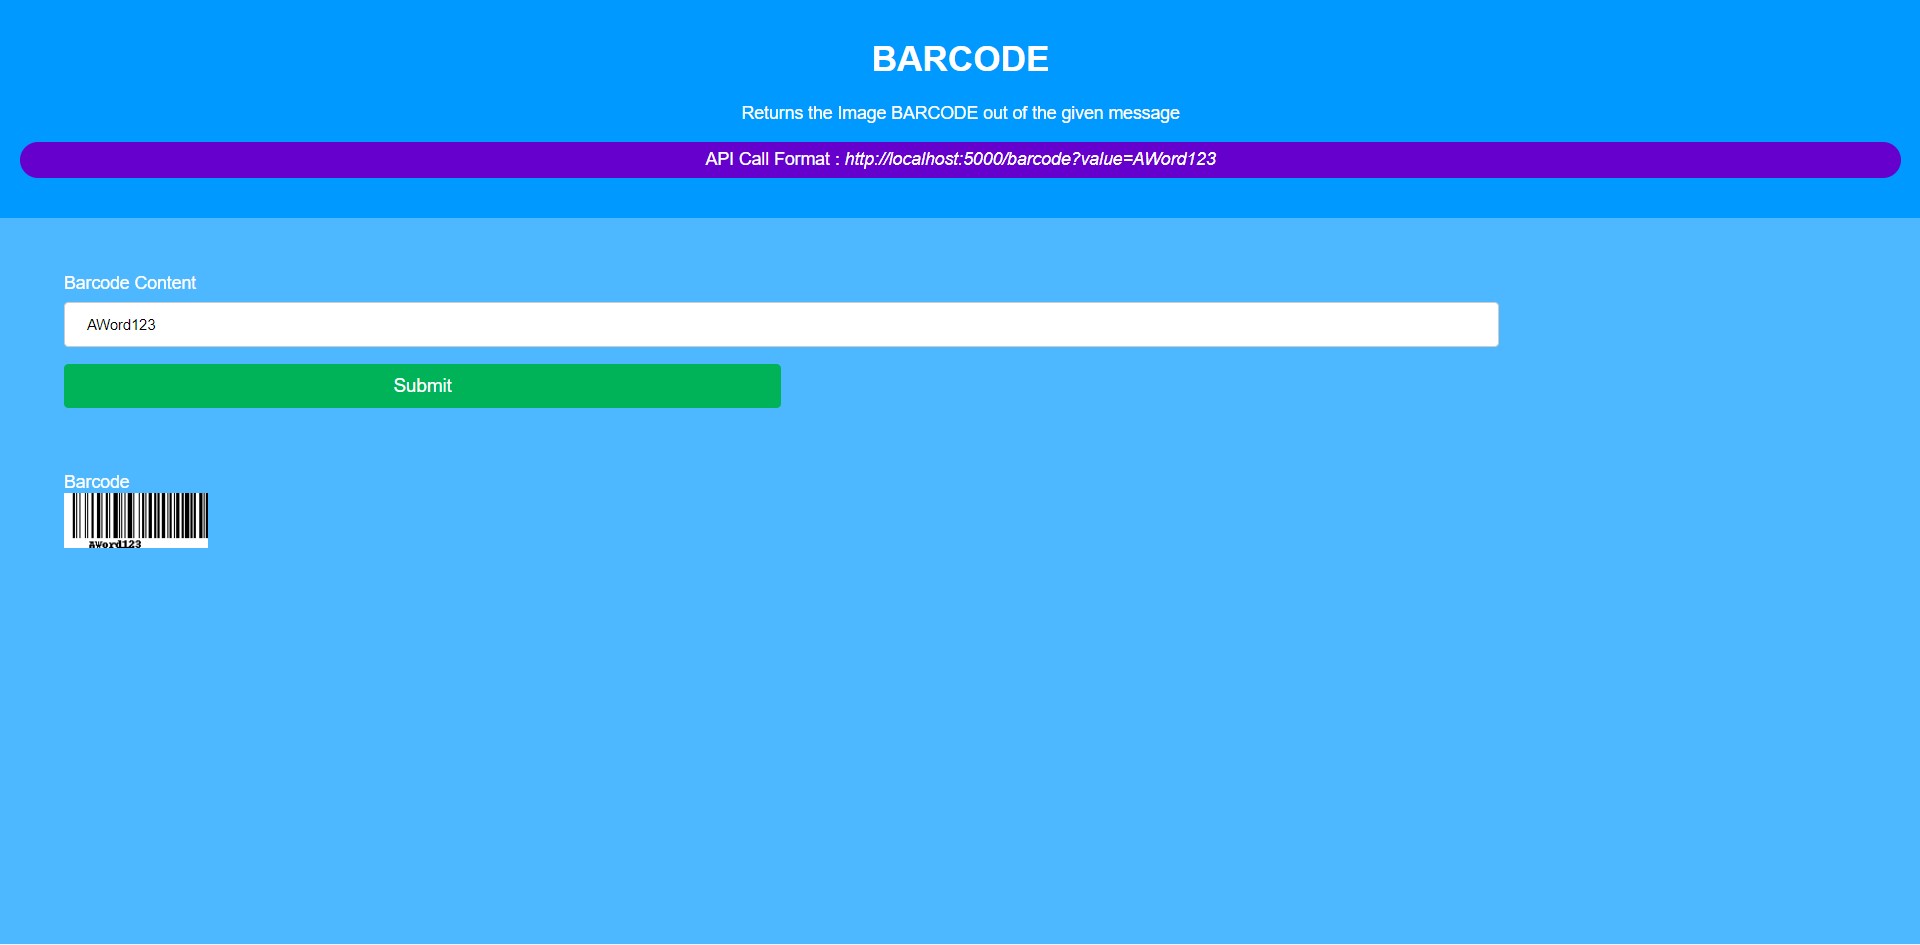 BARCODE
Returns the Image BARCODE out of the given message
API Call Format : http://localhost:5000/barcode?value=AWord123
Barcode Content
AWord123
Submit
Barcode
AWord123